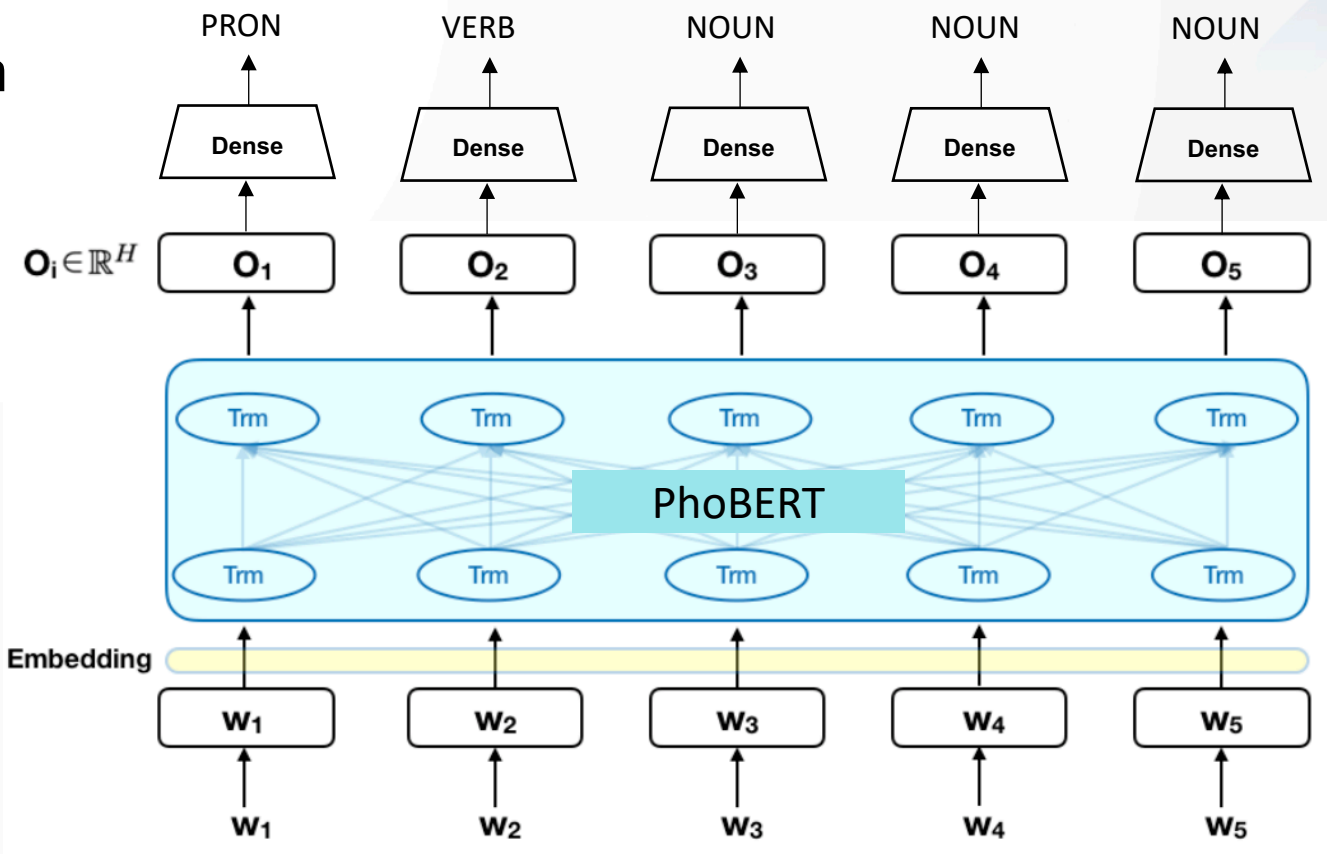 PRON VERB NOUN NOUN NOUN
n
Dense Dense Dense Dense Dense
Oᵢ∈ℝᴴ O₁ O₂ O₃ O₄ O₅
Trm Trm Trm Trm Trm
PhoBERT
Trm Trm Trm Trm Trm
Embedding
w₁ w₂ w₃ w₄ w₅
w₁ w₂ w₃ w₄ w₅